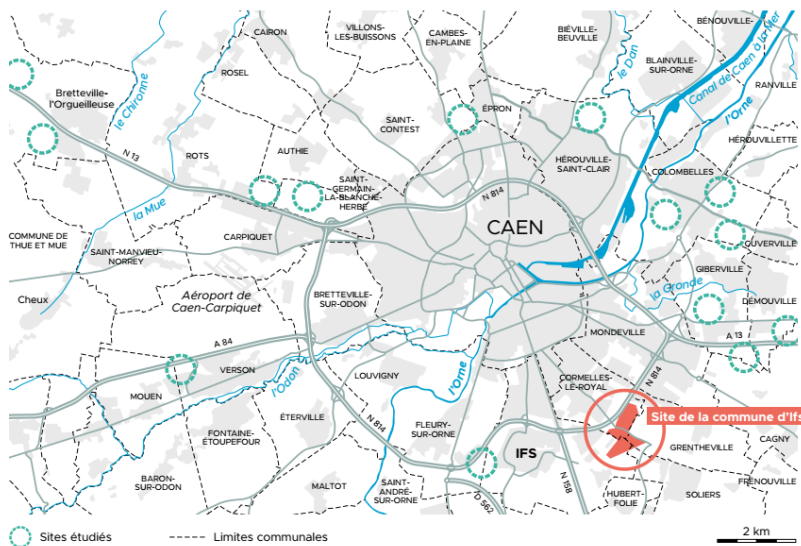 CAIRON
VILLONS-
LES-BUISSONS
CAMBES-
EN-PLAINE
BIÉVILLE-
BEUVILLE
BÉNOUVILLE
le Dan
BLAINVILLE-
SUR-ORNE
Canal de Caen à la Mer
RANVILLE
l'Orne
Bretteville-
l'Orgueilleuse
le Chironne
ROSEL
SAINT-
CONTEST
ÉPRON
HÉROUVILLETTE
N 13
ROTS
AUTHIE
HÉROUVILLE-
SAINT-CLAIR
COLOMBELLES
SAINT-
GERMAIN-
LA-BLANCHE-
HERBE
N 814
la Mue
COMMUNE DE
THUE ET MUE
SAINT-MANVIEU-
NORREY
CARPIQUET
CAEN
CUVERVILLE
GIBERVILLE
Cheux
Aéroport de
Caen-Carpiquet
BRETTEVILLE-
SUR-ODON
la Gronde
DÉMOUVILLE
MONDEVILLE
A 13
A 84
VERSON
l'Odon
LOUVIGNY
l'Orne
CORMELLES-
LE-ROYAL
N 814
MOUEN
ÉTERVILLE
N 814
FLEURY-
SUR-ORNE
Site de la commune d'Ifs
FONTAINE-
ÉTOUPEFOUR
IFS
GRENTHEVILLE
CAGNY
BARON-
SUR-ODON
MALTOT
SAINT-
ANDRÉ-
SUR-ORNE
D 562
N 158
HUBERT-
FOLIE
SOLIERS
FRÉNOUVILLE
Sites étudiés
Limites communales
2 km